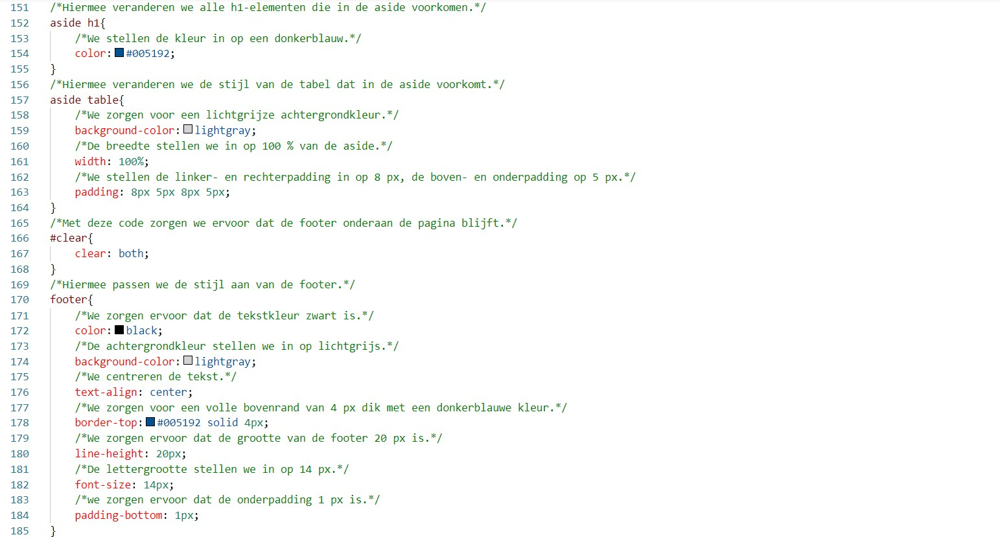 151 /*Hiermee veranderen we alle h1-elementen die in de aside voorkomen.*/
152 aside h1{
153 /*We stellen de kleur in op een donkerblauw.*/
154 color: #005192;
155 }
156 /*Hiermee veranderen we de stijl van de tabel dat in de aside voorkomt.*/
157 aside table{
158 /*We zorgen voor een lichtgrijze achtergrondkleur.*/
159 background-color: lightgray;
160 /*De breedte stellen we in op 100 % van de aside.*/
161 width: 100%;
162 /*We stellen de linker- en rechterpadding in op 8 px, de boven- en onderpadding op 5 px.*/
163 padding: 8px 5px 8px 5px;
164 }
165 /*Met deze code zorgen we ervoor dat de footer onderaan de pagina blijft.*/
166 #clear{
167 clear: both;
168 }
169 /*Hiermee passen we de stijl aan van de footer.*/
170 footer{
171 /*We zorgen ervoor dat de tekstkleur zwart is.*/
172 color: black;
173 /*De achtergrondkleur stellen we in op lichtgrijs.*/
174 background-color: lightgray;
175 /*We centreren de tekst.*/
176 text-align: center;
177 /*We zorgen voor een volle bovenrand van 4 px dik met een donkerblauwe kleur.*/
178 border-top: #005192 solid 4px;
179 /*We zorgen ervoor dat de grootte van de footer 20 px is.*/
180 line-height: 20px;
181 /*De lettergrootte stellen we in op 14 px.*/
182 font-size: 14px;
183 /*we zorgen ervoor dat de onderpadding 1 px is.*/
184 padding-bottom: 1px;
185 }